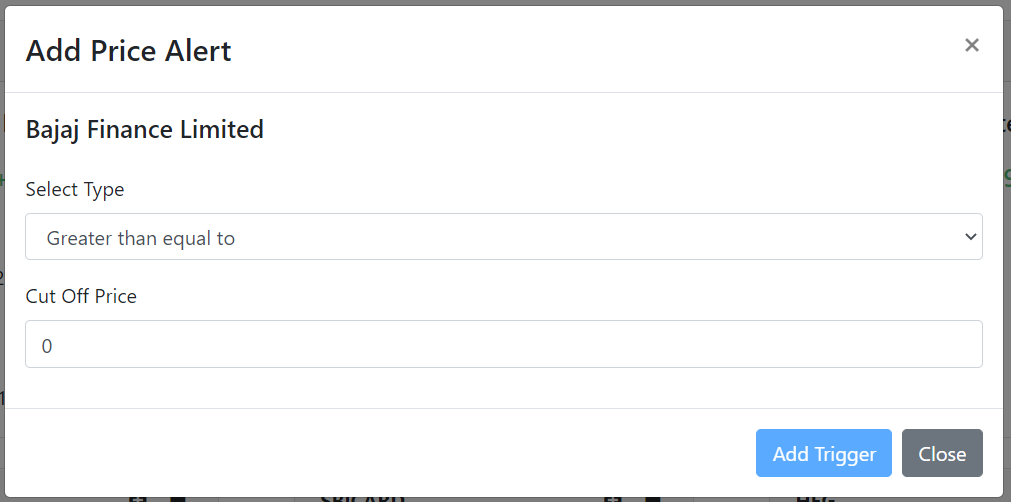 Add Price Alert
×
Bajaj Finance Limited
Select Type
Greater than equal to
Cut Off Price
0
Add Trigger
Close